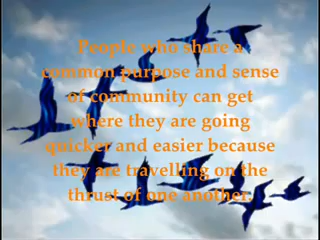 People who share a
common purpose and sense
of community can get
where they are going
quicker and easier because
they are travelling on the
thrust of one another.